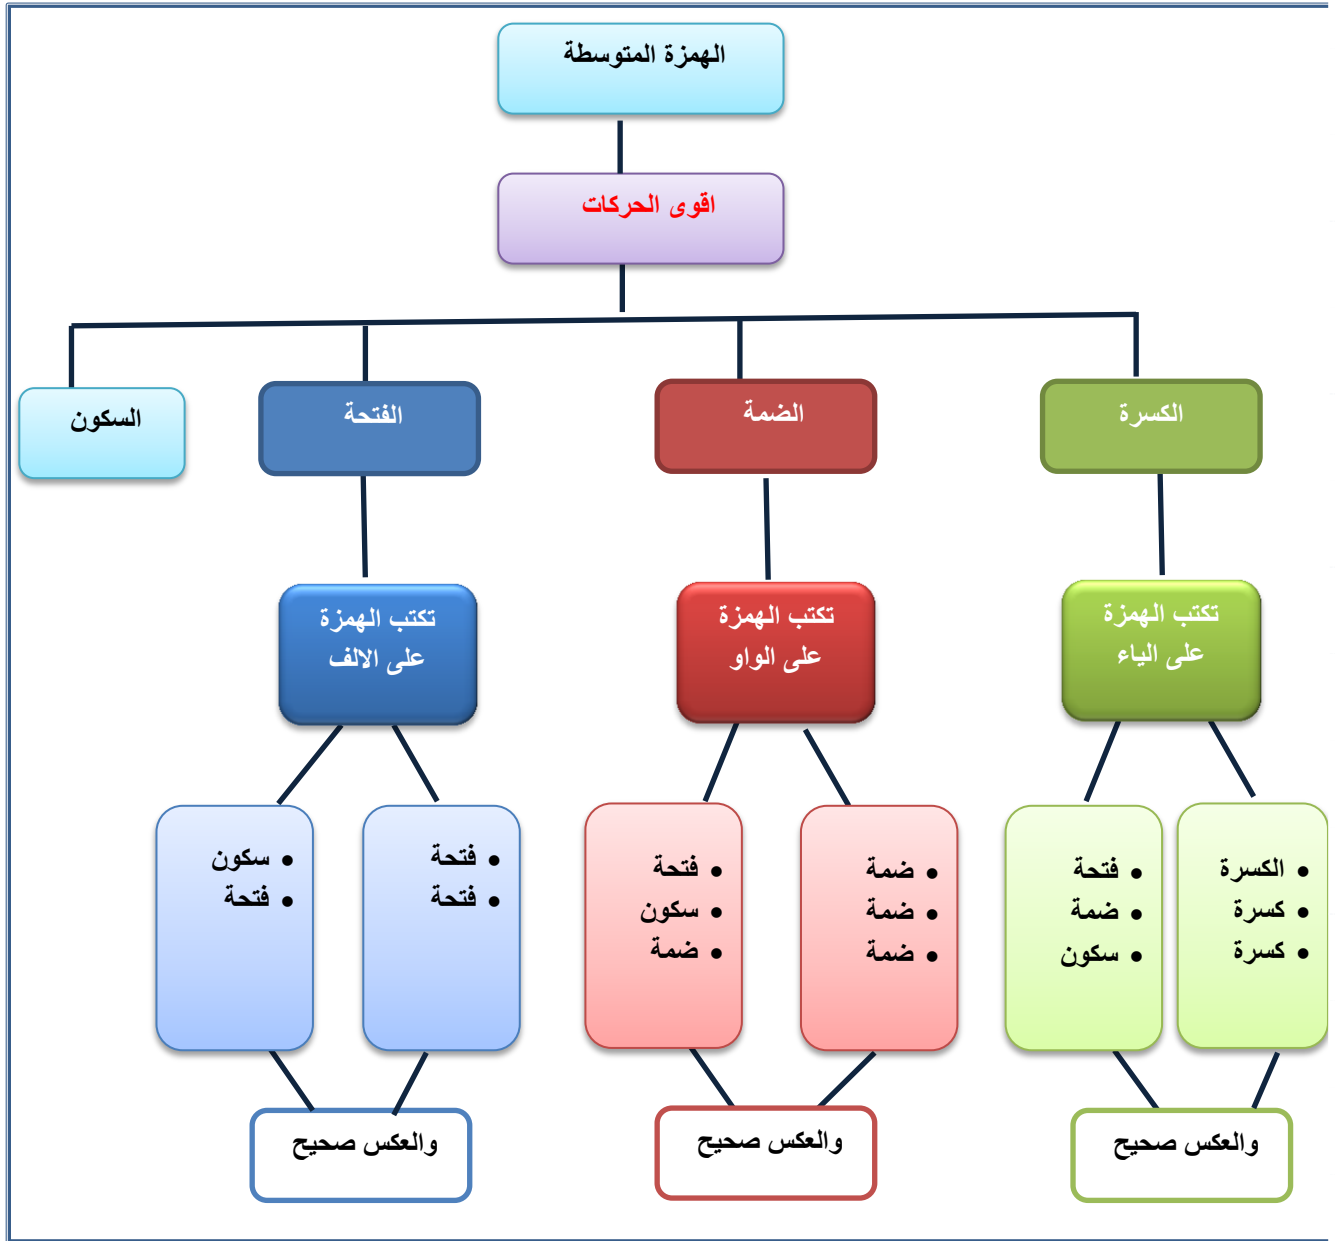 الهمزة المتوسطة
اقوى الحركات
الكسرة
الضمة
الفتحة
السكون
تكتب الهمزة
على الياء
تكتب الهمزة
على الواو
تكتب الهمزة
على الالف
• الكسرة
• كسرة
• كسرة
• فتحة
• ضمة
• سكون
• ضمة
• ضمة
• ضمة
• فتحة
• سكون
• ضمة
• فتحة
• فتحة
• سكون
• فتحة
والعكس صحيح
والعكس صحيح
والعكس صحيح